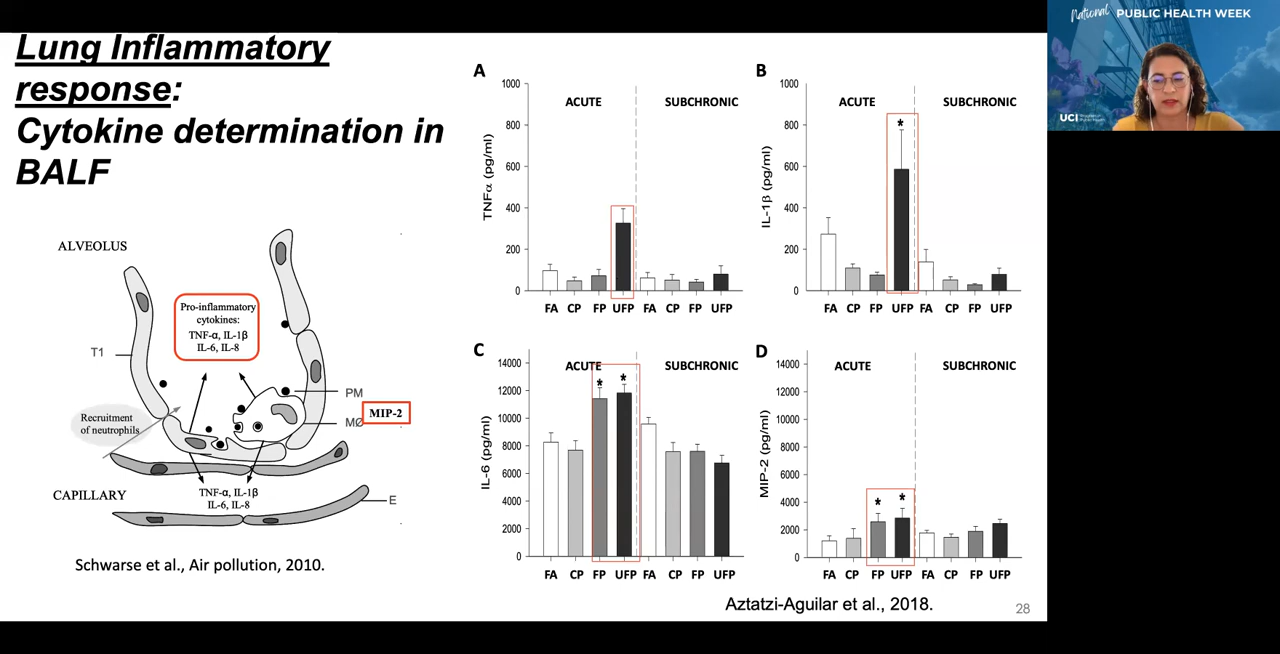 Lung Inflammatory
response:
Cytokine determination in
BALF
ALVEOLUS
Pro-inflammatory
cytokines:
TNF-α, IL-1β
IL-6, IL-8
T1
PM
MØ
MIP-2
Recruitment
of neutrophils
TNF-α, IL-1β
IL-6, IL-8
CAPILLARY
E
Schwarse et al., Air pollution, 2010.
A
ACUTE
SUBCHRONIC
TNFα (pg/ml)
1000
800
600
400
200
0
FA CP FP UFP FA CP FP UFP
B
ACUTE
SUBCHRONIC
IL-1β (pg/ml)
1000
800
600
400
200
0
*
FA CP FP UFP FA CP FP UFP
C
ACUTE
SUBCHRONIC
IL-6 (pg/ml)
14000
12000
10000
8000
6000
4000
2000
0
* *
FA CP FP UFP FA CP FP UFP
D
ACUTE
SUBCHRONIC
MIP-2 (pg/ml)
14000
12000
10000
8000
6000
4000
2000
0
* *
FA CP FP UFP FA CP FP UFP
Aztatzi-Aguilar et al., 2018.
28
National PUBLIC HEALTH WEEK
UCI